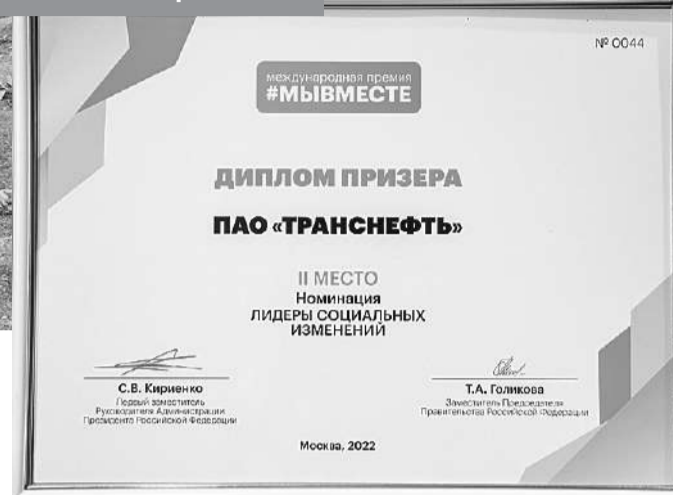 № 0044
международная премия
#МЫВМЕСТЕ
ДИПЛОМ ПРИЗЕРА
ПАО «ТРАНСНЕФТЬ»
II МЕСТО
Номинация
ЛИДЕРЫ СОЦИАЛЬНЫХ
ИЗМЕНЕНИЙ
С.В. Кириенко
Первый заместитель
Руководителя Администрации
Президента Российской Федерации
Т.А. Голикова
Заместитель Председателя
Правительства Российской Федерации
Москва, 2022